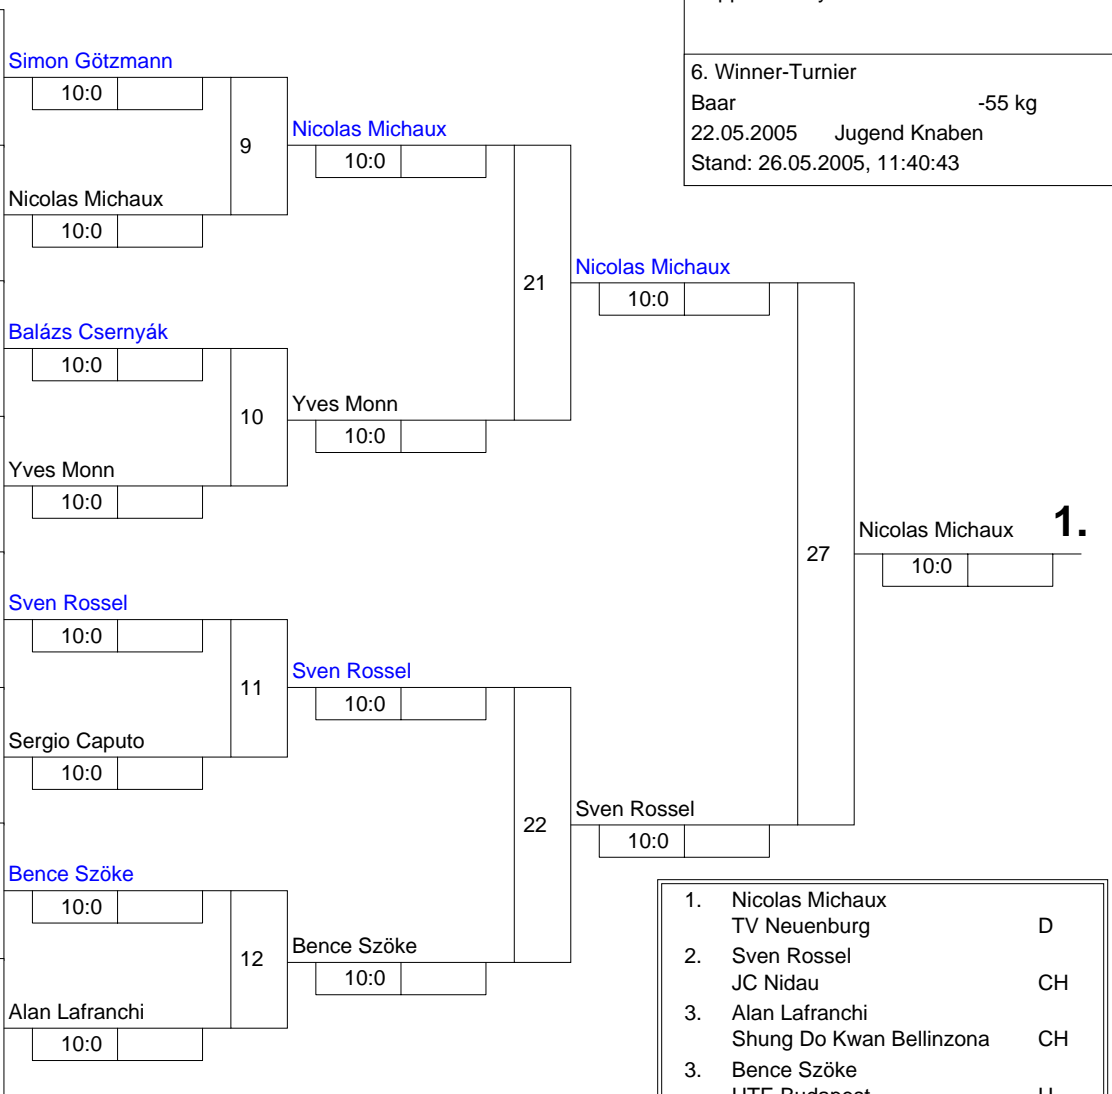 6. Winner-Turnier
Baar -55 kg
22.05.2005 Jugend Knaben
Stand: 26.05.2005, 11:40:43
Simon Götzmann
10:0
9
Nicolas Michaux
10:0
Nicolas Michaux
10:0
21
Nicolas Michaux
10:0
Balázs Csernyák
10:0
10
Yves Monn
10:0
Yves Monn
10:0
27
Nicolas Michaux 1.
10:0
Sven Rossel
10:0
11
Sven Rossel
10:0
Sergio Caputo
10:0
22
Sven Rossel
10:0
Bence Szöke
10:0
12
Bence Szöke
10:0
Alan Lafranchi
10:0
1. Nicolas Michaux
TV Neuenburg D
2. Sven Rossel
JC Nidau CH
3. Alan Lafranchi
Shung Do Kwan Bellinzona CH
3. Bence Szöke
UTE Budapest H